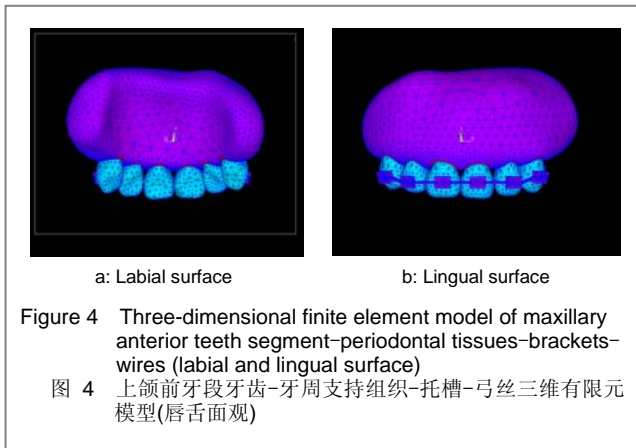 a: Labial surface
b: Lingual surface
Figure 4 Three-dimensional finite element model of maxillary
anterior teeth segment-periodontal tissues-brackets-
wires (labial and lingual surface)
图 4 上颌前牙段牙齿-牙周支持组织-托槽-弓丝三维有限元
模型(唇舌面观)